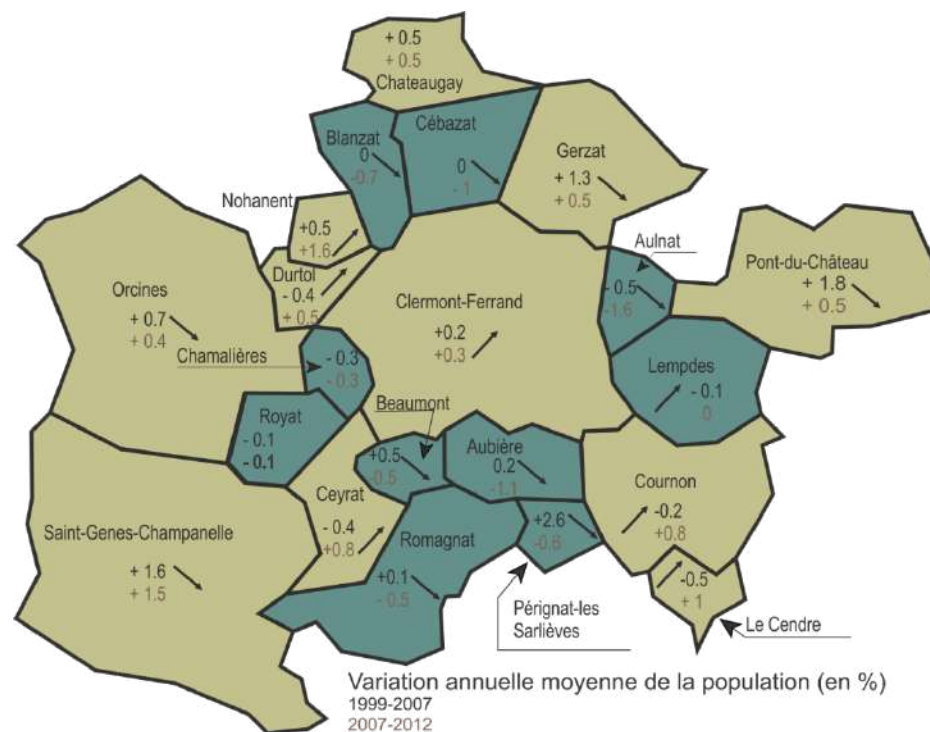 + 0.5
+ 0.5
Chateaugay
Blanzat
0
-0.7
Cébazat
0
- 1
Gerzat
+ 1.3
+ 0.5
Nohanent
+0.5
+1.6
Durtol
- 0.4
+ 0.5
Aulnat
- 0.5
-1.6
Pont-du-Château
+ 1.8
+ 0.5
Orcines
+ 0.7
+ 0.4
Clermont-Ferrand
+0.2
+0.3
Chamalières
- 0.3
- 0.3
Lempdes
- 0.1
0
Royat
- 0.1
- 0.1
Beaumont
+0.5
-0.5
Aubière
0.2
-1.1
Ceyrat
- 0.4
+0.8
Cournon
-0.2
+0.8
Saint-Genes-Champanelle
+ 1.6
+ 1.5
Romagnat
+0.1
- 0.5
+2.6
-0.6
Pérignat-les
Sarlièves
-0.5
+ 1
Le Cendre
Variation annuelle moyenne de la population (en %)
1999-2007
2007-2012